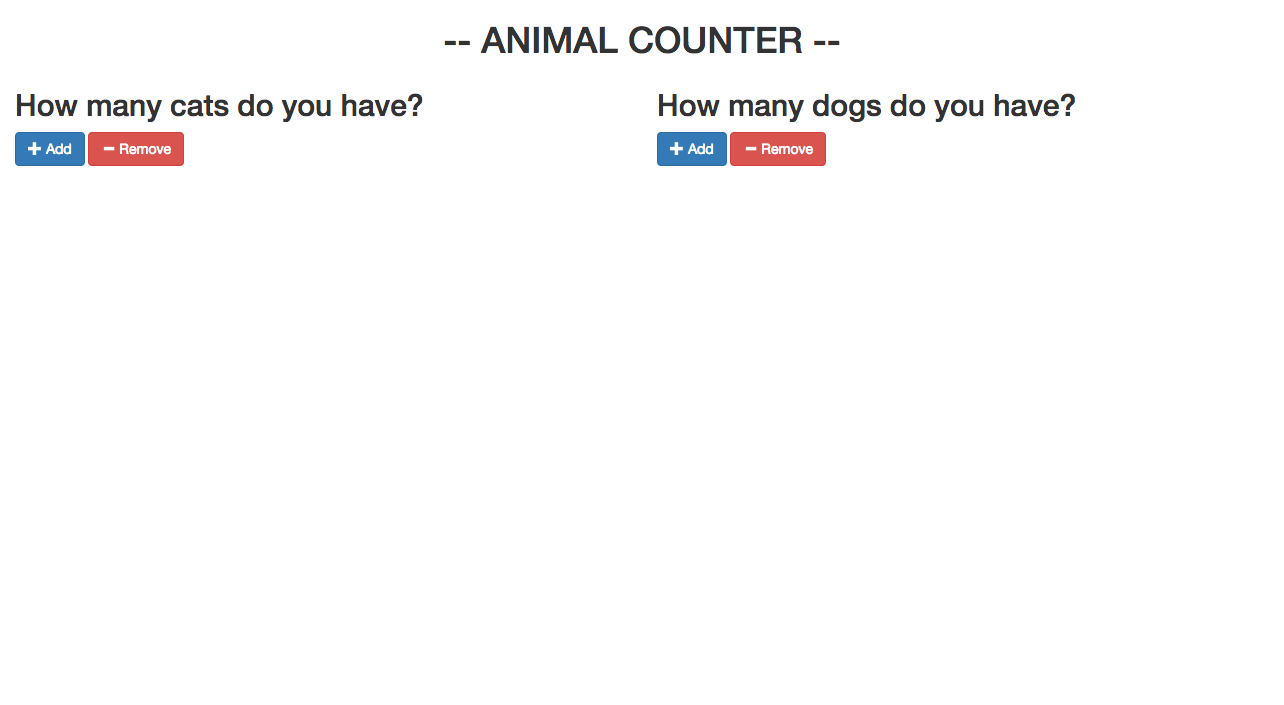 -- ANIMAL COUNTER --
How many cats do you have?
Add Remove
How many dogs do you have?
Add Remove